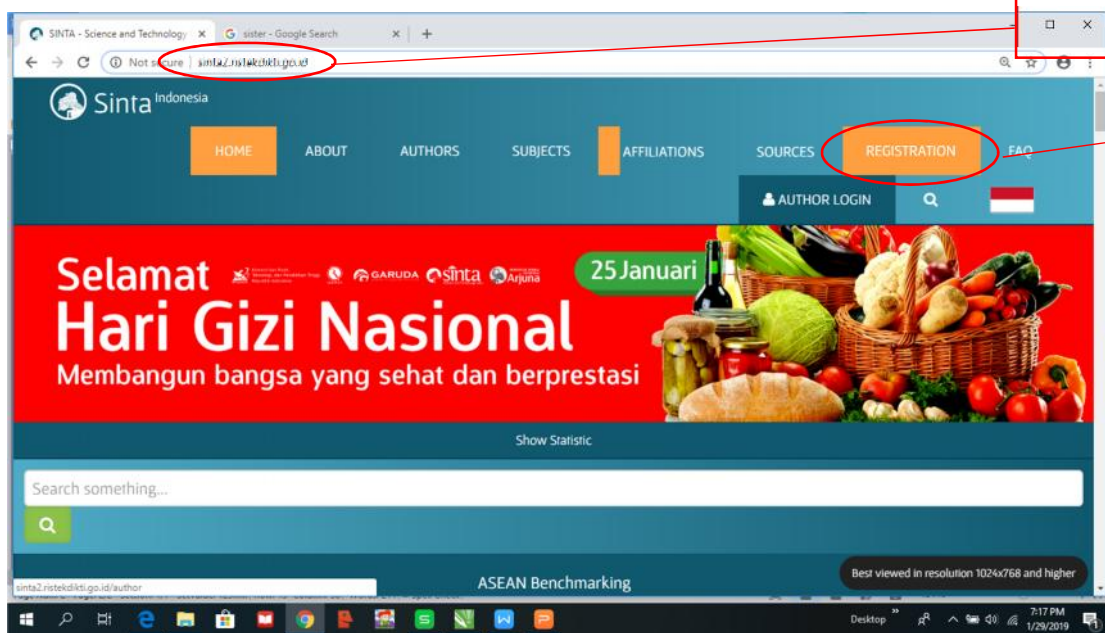 SINTA - Science and Technology
sister - Google Search
Not secure | sinta2.ristekdikti.go.id
Sinta Indonesia
HOME ABOUT AUTHORS SUBJECTS AFFILIATIONS SOURCES REGISTRATION FAQ
AUTHOR LOGIN
Selamat GARUDA sinta Arjuna 25 Januari
Hari Gizi Nasional
Membangun bangsa yang sehat dan berprestasi
Show Statistic
Search something...
ASEAN Benchmarking
Best viewed in resolution 1024x768 and higher
sinta2.ristekdikti.go.id/author
Desktop
7:17 PM
1/29/2019